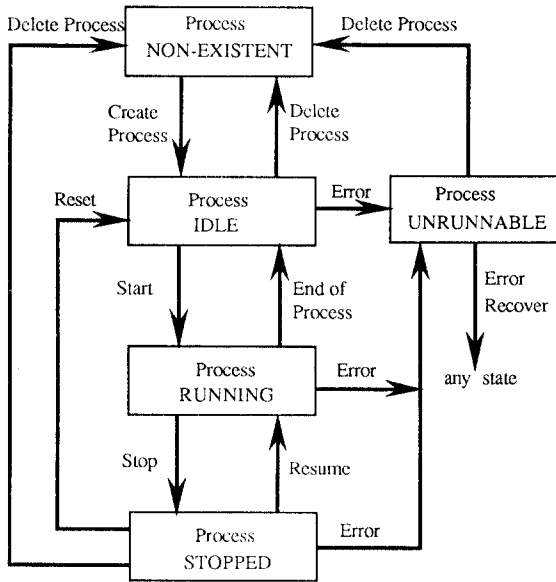 Delete Process
Process
NON-EXISTENT
Delete Process
Create
Process
Delete
Process
Reset
Process
IDLE
Error
Process
UNRUNNABLE
Start
End of
Process
Error
Recover
Process
RUNNING
Error
any state
Stop
Resume
Process
STOPPED
Error